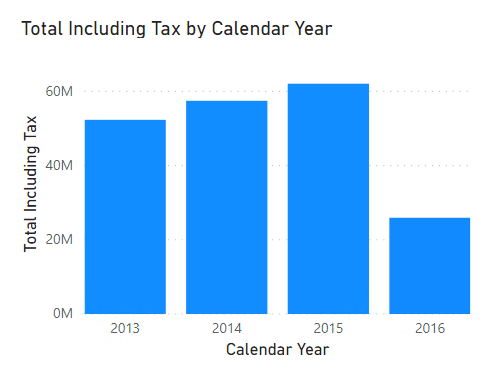 Total Including Tax by Calendar Year
60M
40M
20M
0M
Total Including Tax
2013 2014 2015 2016
Calendar Year